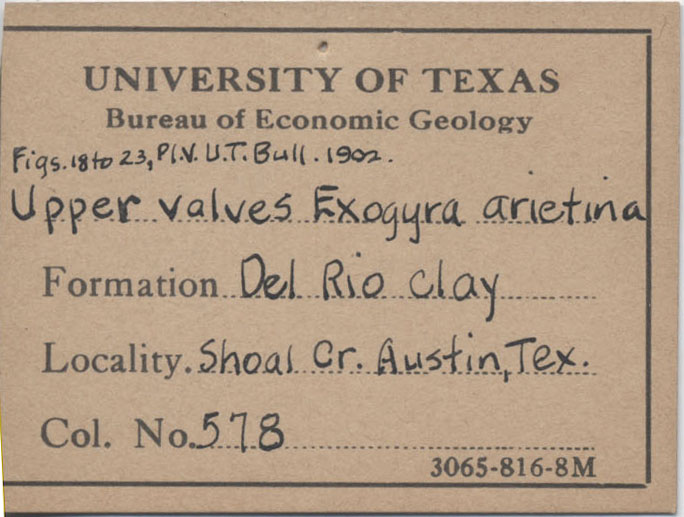 UNIVERSITY OF TEXAS
Bureau of Economic Geology
Figs. 18 to 23, Pl. V. U.T. Bull. 1902.
Upper valves Exogyra arietina
Formation Del Rio clay
Locality. Shoal Cr. Austin, Tex.
Col. No. 578
3065-816-8M